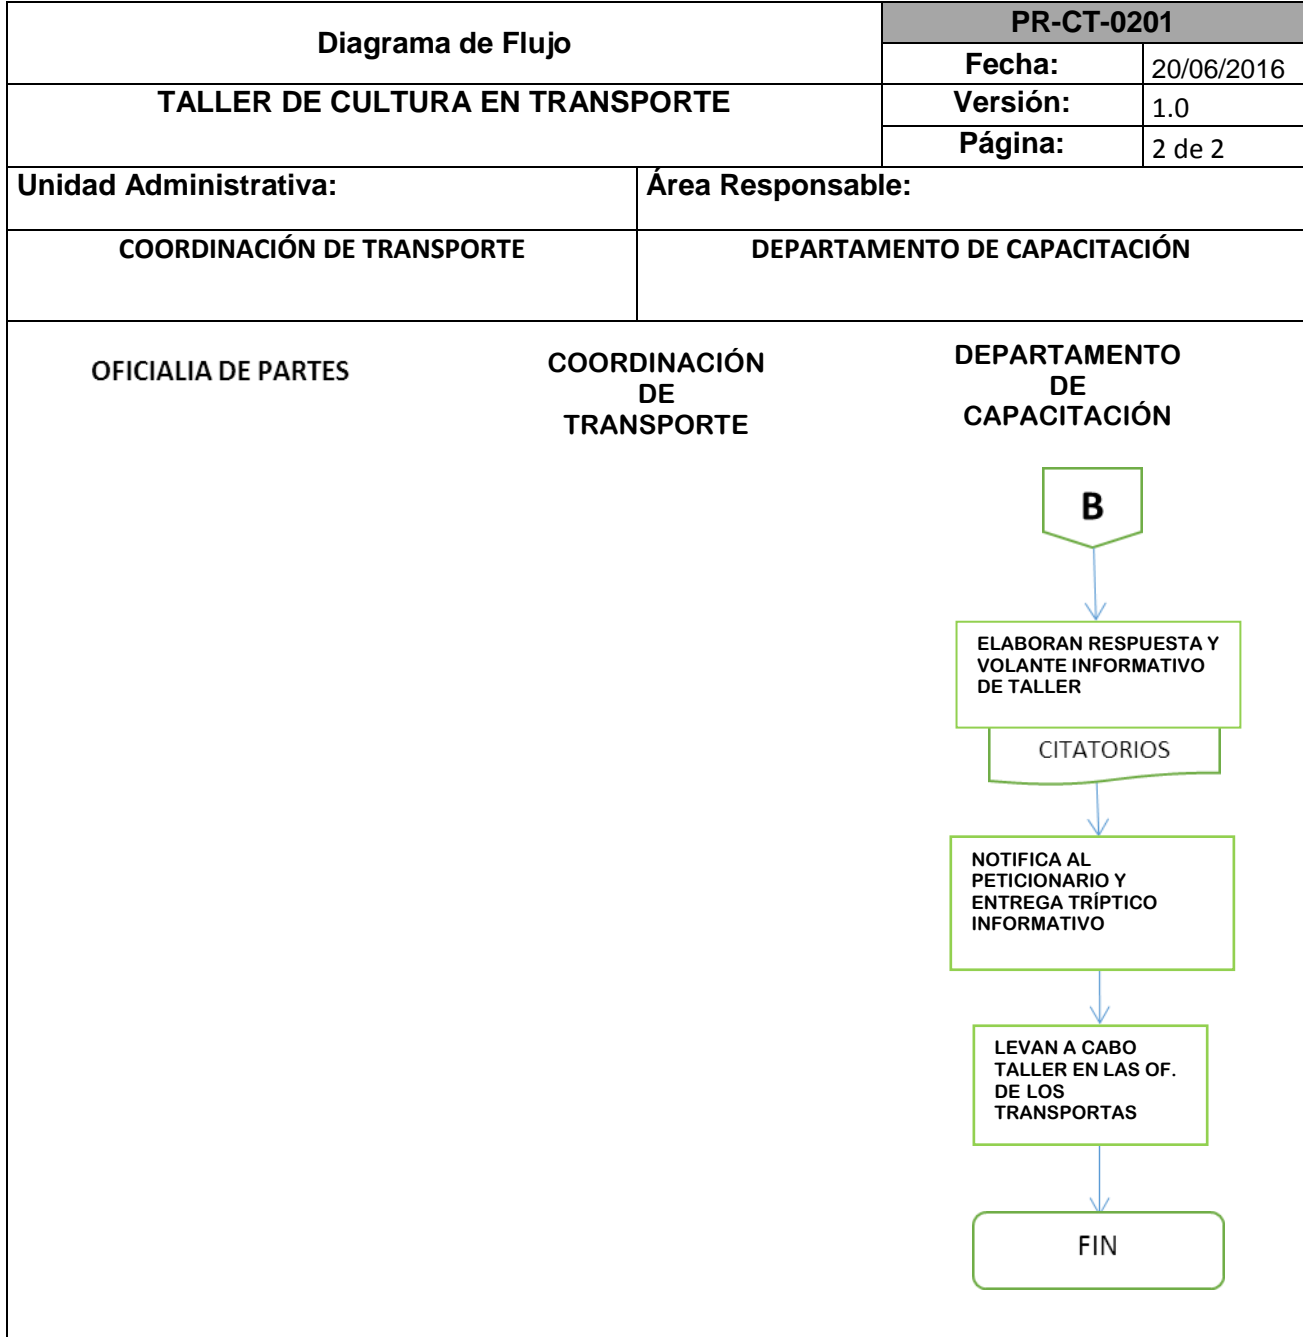 Diagrama de Flujo
PR-CT-0201
Fecha:
20/06/2016
TALLER DE CULTURA EN TRANSPORTE
Versión:
1.0
Página:
2 de 2
Unidad Administrativa:
Área Responsable:
COORDINACIÓN DE TRANSPORTE
DEPARTAMENTO DE CAPACITACIÓN
OFICIALIA DE PARTES
COORDINACIÓN
DE
TRANSPORTE
DEPARTAMENTO
DE
CAPACITACIÓN
B
ELABORAN RESPUESTA Y
VOLANTE INFORMATIVO
DE TALLER
CITATORIOS
NOTIFICA AL
PETICIONARIO Y
ENTREGA TRÍPTICO
INFORMATIVO
LEVAN A CABO
TALLER EN LAS OF.
DE LOS
TRANSPORTAS
FIN